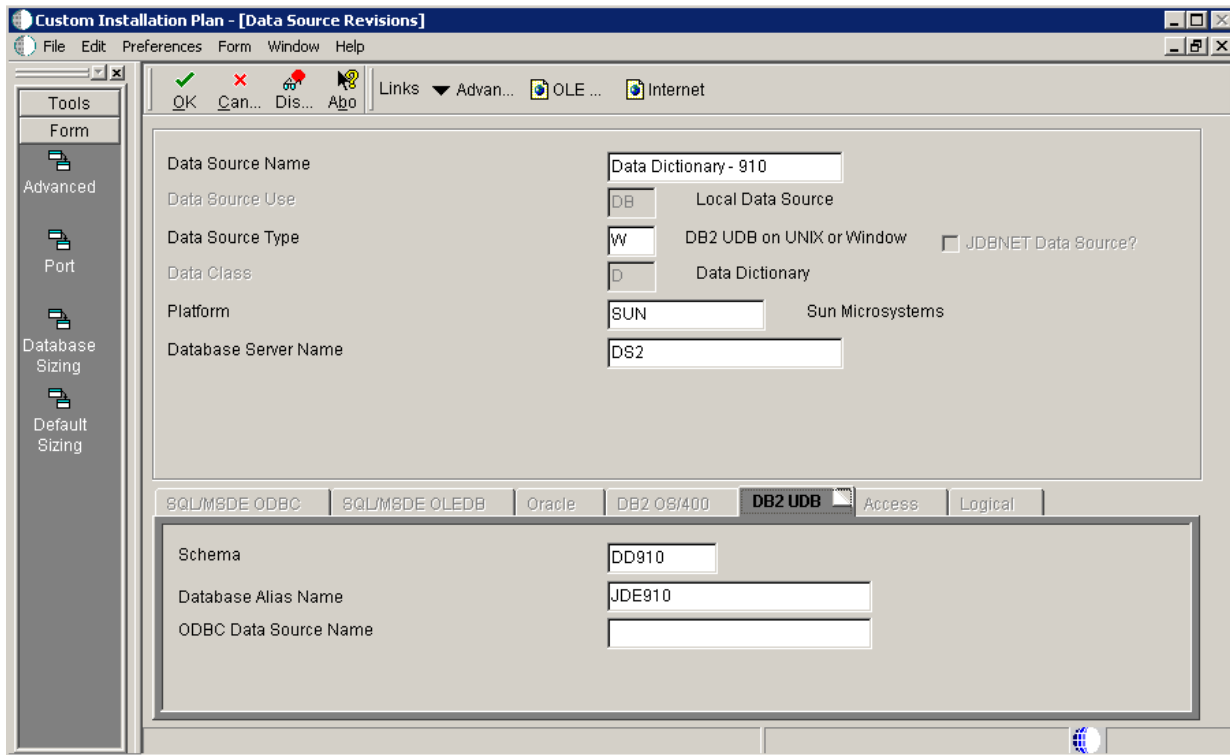 Custom Installation Plan - [Data Source Revisions]
File Edit Preferences Form Window Help
OK Can... Dis... Abo Links Advan... OLE ... Internet
Tools
Form
Advanced
Port
Database
Sizing
Default
Sizing
Data Source Name Data Dictionary - 910
Data Source Use DB Local Data Source
Data Source Type W DB2 UDB on UNIX or Window JDBNET Data Source?
Data Class D Data Dictionary
Platform SUN Sun Microsystems
Database Server Name DS2
SQL/MSDE ODBC SQL/MSDE OLEDB Oracle DB2 OS/400 DB2 UDB Access Logical
Schema DD910
Database Alias Name JDE910
ODBC Data Source Name